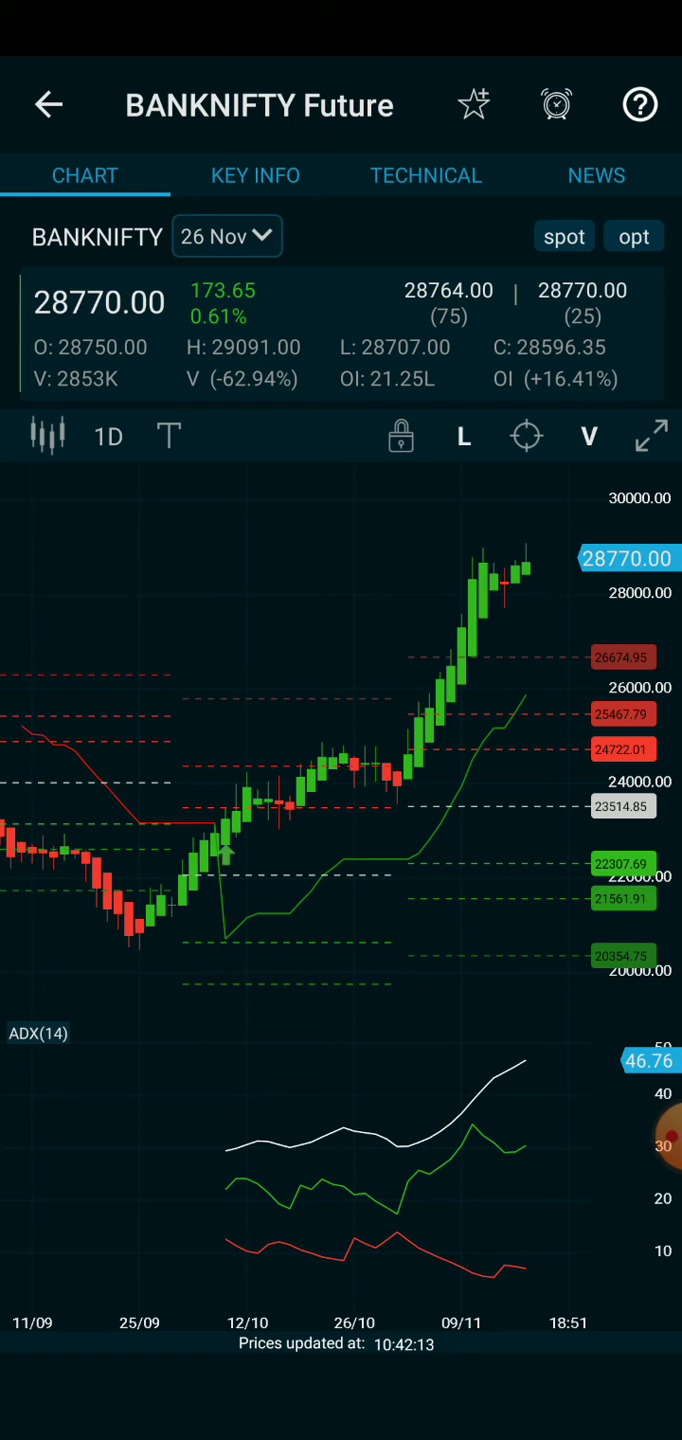 BANKNIFTY Future
CHART KEY INFO TECHNICAL NEWS
BANKNIFTY 26 Nov spot opt
28770.00 173.65 0.61% 28764.00 (75) | 28770.00 (25)
O: 28750.00 H: 29091.00 L: 28707.00 C: 28596.35
V: 2853K V (-62.94%) OI: 21.25L OI (+16.41%)
1D T L V
30000.00
28770.00
28000.00
26674.95
26000.00
25467.79
24722.01
24000.00
23514.85
22307.69
22000.00
21561.91
20354.75
20000.00
ADX(14)
50
46.76
40
30
20
10
11/09 25/09 12/10 26/10 09/11 18:51
Prices updated at: 10:42:13